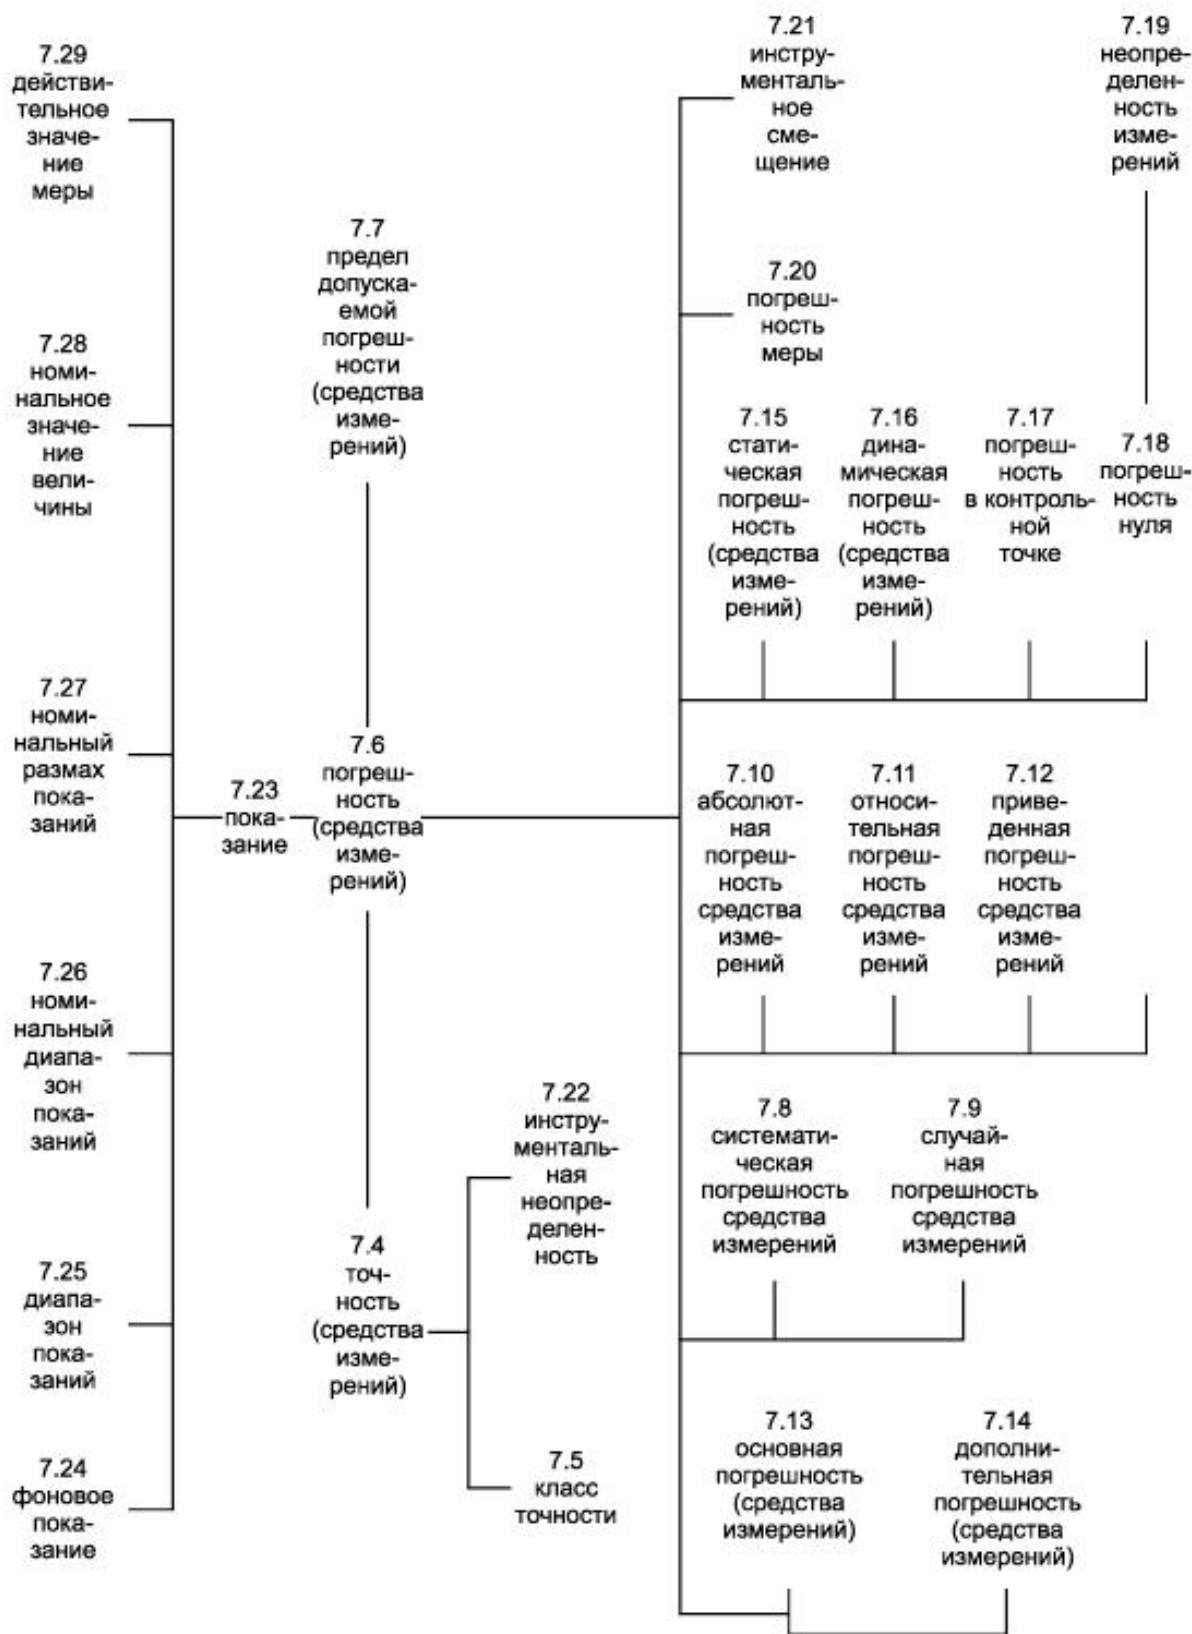 7.29
действи-
тельное
значе-
ние
меры
7.28
номи-
нальное
значе-
ние
вели-
чины
7.27
номи-
нальный
размах
пока-
заний
7.26
номи-
нальный
диапа-
зон
пока-
заний
7.25
диапа-
зон
пока-
заний
7.24
фоновое
пока-
зание
7.23
пока-
зание
7.7
предел
допуска-
емой
погреш-
ности
(средства
изме-
рений)
7.6
погреш-
ность
(средства
изме-
рений)
7.4
точ-
ность
(средства
изме-
рений)
7.22
инстру-
менталь-
ная
неопре-
делен-
ность
7.5
класс
точности
7.21
инстру-
менталь-
ное
сме-
щение
7.19
неопре-
делен-
ность
изме-
рений
7.20
погреш-
ность
меры
7.15
стати-
ческая
погреш-
ность
(средства
изме-
рений)
7.16
дина-
мическая
погреш-
ность
(средства
изме-
рений)
7.17
погреш-
ность
в контроль-
ной
точке
7.18
погреш-
ность
нуля
7.10
абсолют-
ная
погреш-
ность
средства
изме-
рений
7.11
относи-
тельная
погреш-
ность
средства
изме-
рений
7.12
приве-
денная
погреш-
ность
средства
изме-
рений
7.8
системати-
ческая
погрешность
средства
измерений
7.9
случай-
ная
погрешность
средства
измерений
7.13
основная
погрешность
(средства
измерений)
7.14
дополни-
тельная
погрешность
(средства
измерений)